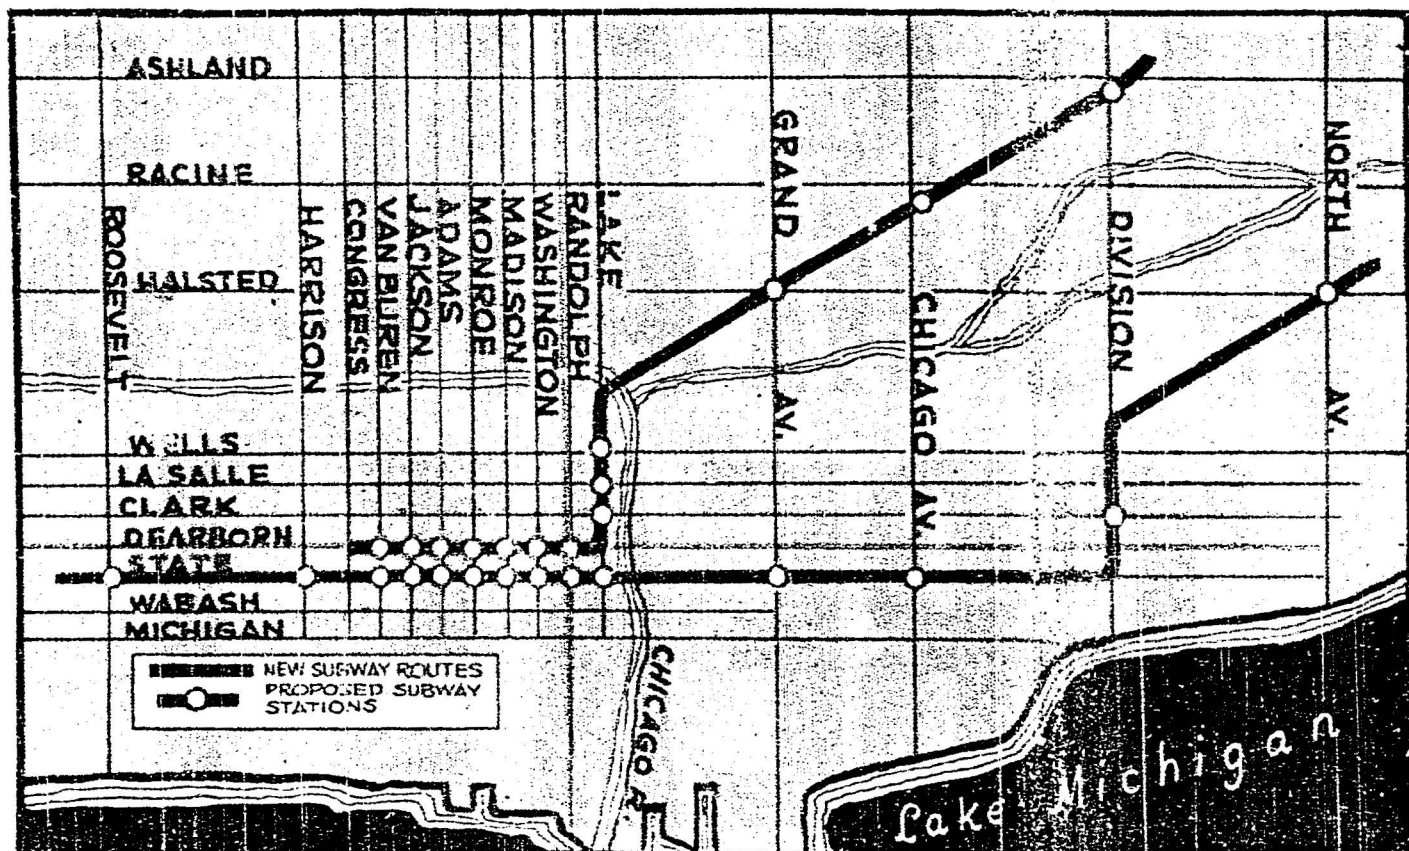 ASHLAND
RACINE
HALSTED
ROOSEVELT
HARRISON
CONGRESS
VAN BUREN
JACKSON
ADAMS
MONROE
MADISON
WASHINGTON
RANDOLPH
LAKE
GRAND AV.
CHICAGO AV.
DIVISION
NORTH AV.
WELLS
LA SALLE
CLARK
DEARBORN
STATE
WABASH
MICHIGAN
NEW SUBWAY ROUTES
PROPOSED SUBWAY
STATIONS
CHICAGO R.
Lake Michigan